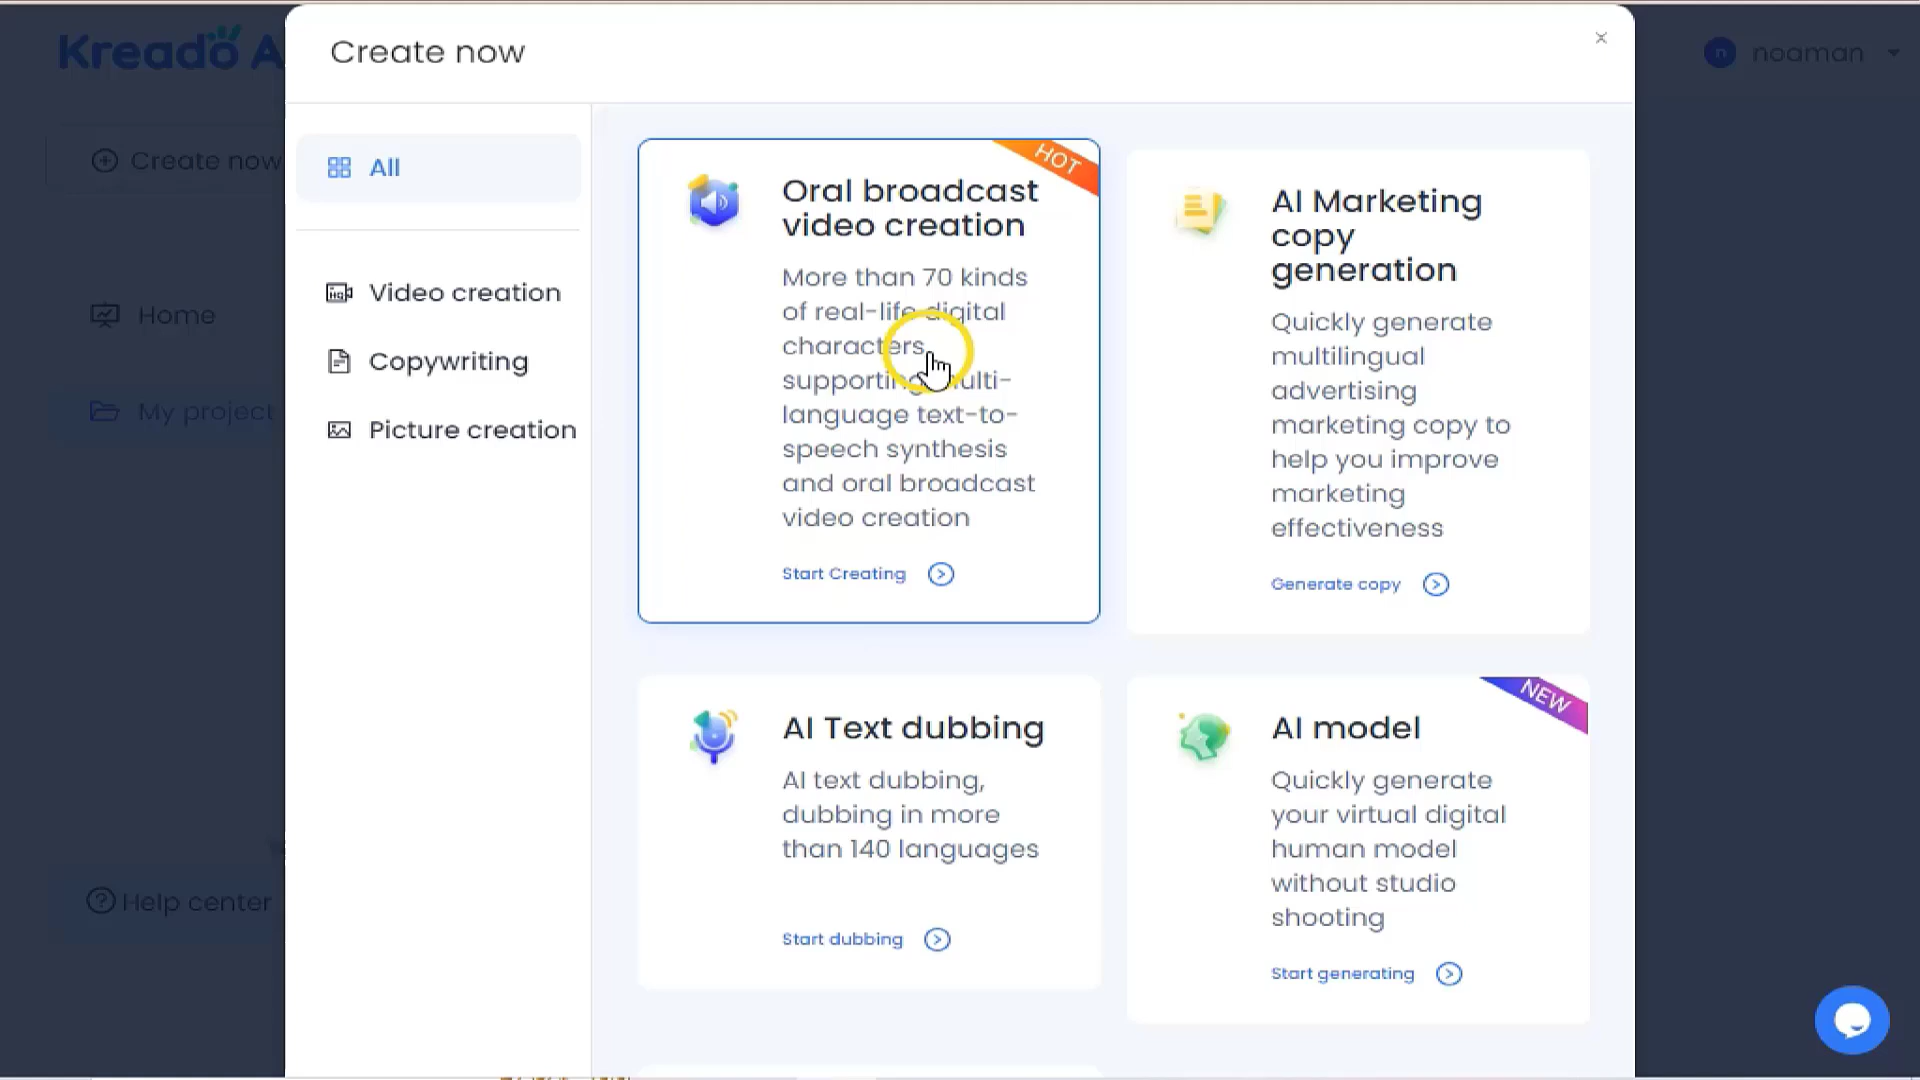 Kreado A
Create now
noaman
n
Create now
All
Home
Video creation
My project
Copywriting
Picture creation
Help center
HOT
Oral broadcast
video creation
More than 70 kinds
of real-life digital
characters,
supporting multi-
language text-to-
speech synthesis
and oral broadcast
video creation
Start Creating
AI Marketing
copy
generation
Quickly generate
multilingual
advertising
marketing copy to
help you improve
marketing
effectiveness
Generate copy
AI Text dubbing
AI text dubbing,
dubbing in more
than 140 languages
Start dubbing
NEW
AI model
Quickly generate
your virtual digital
human model
without studio
shooting
Start generating